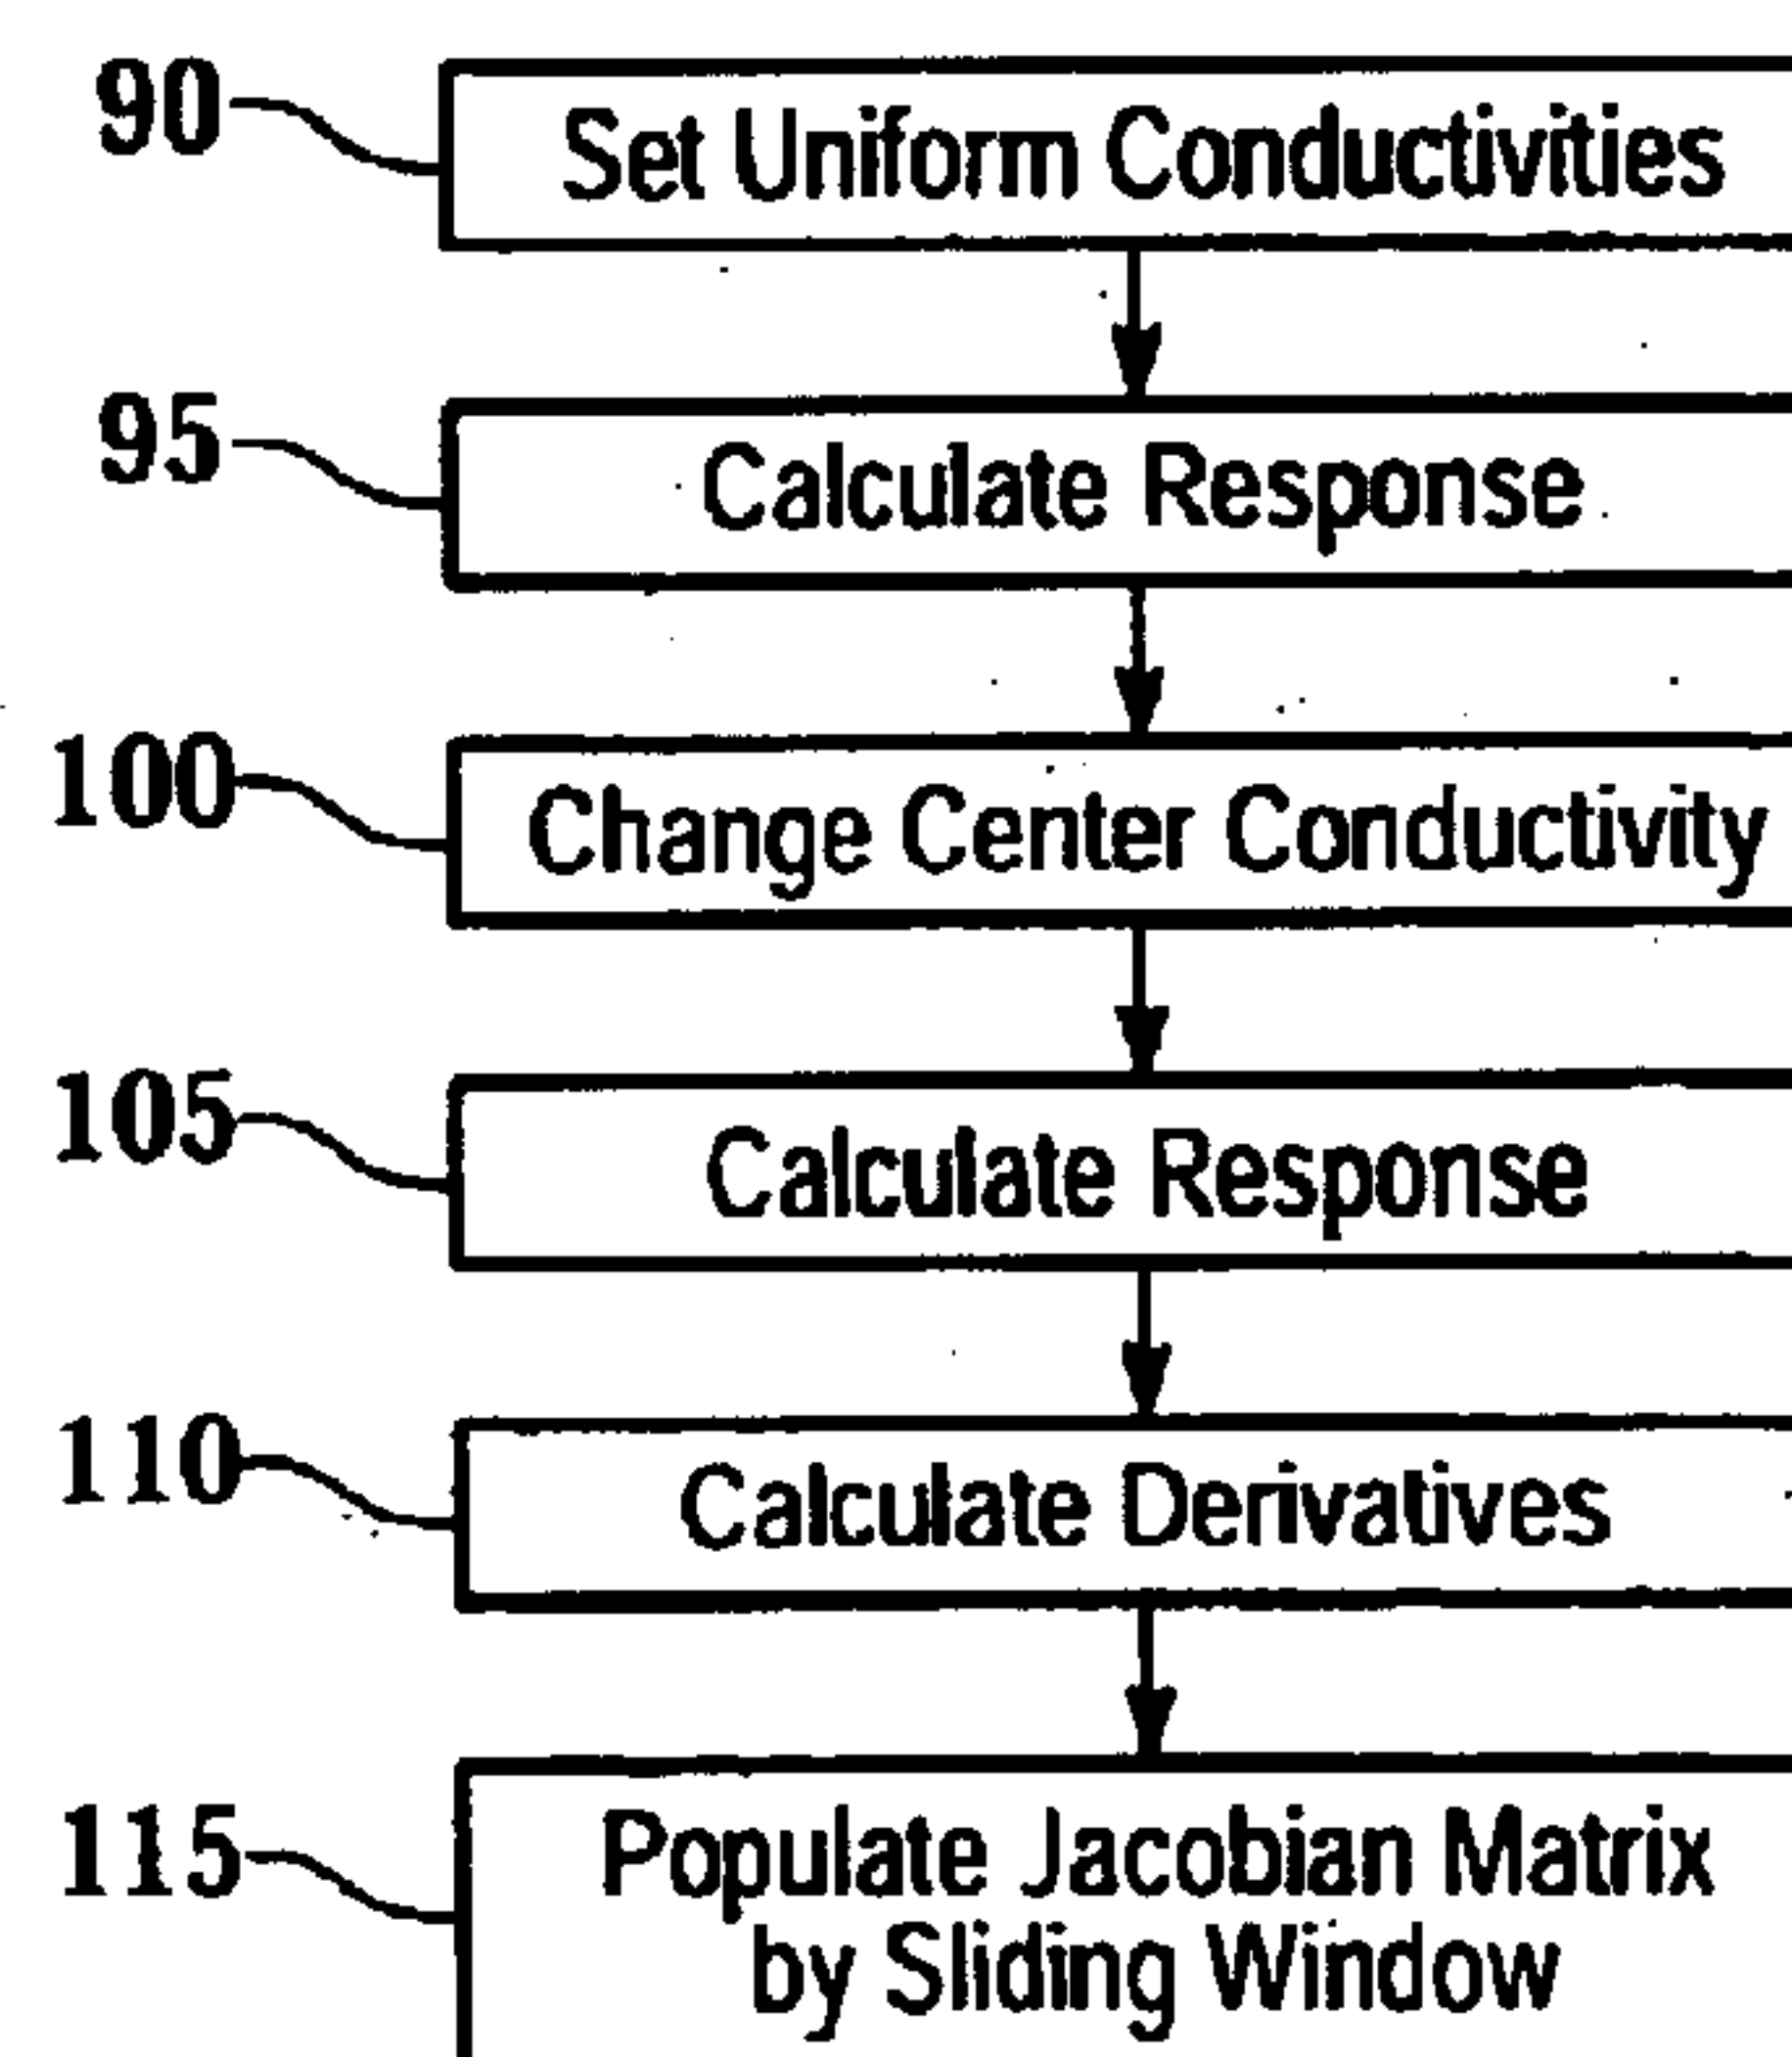 90 Set Uniform Conductivities
95 Calculate Response
100 Change Center Conductivity
105 Calculate Response
110 Calculate Derivatives
115 Populate Jacobian Matrix
by Sliding Window